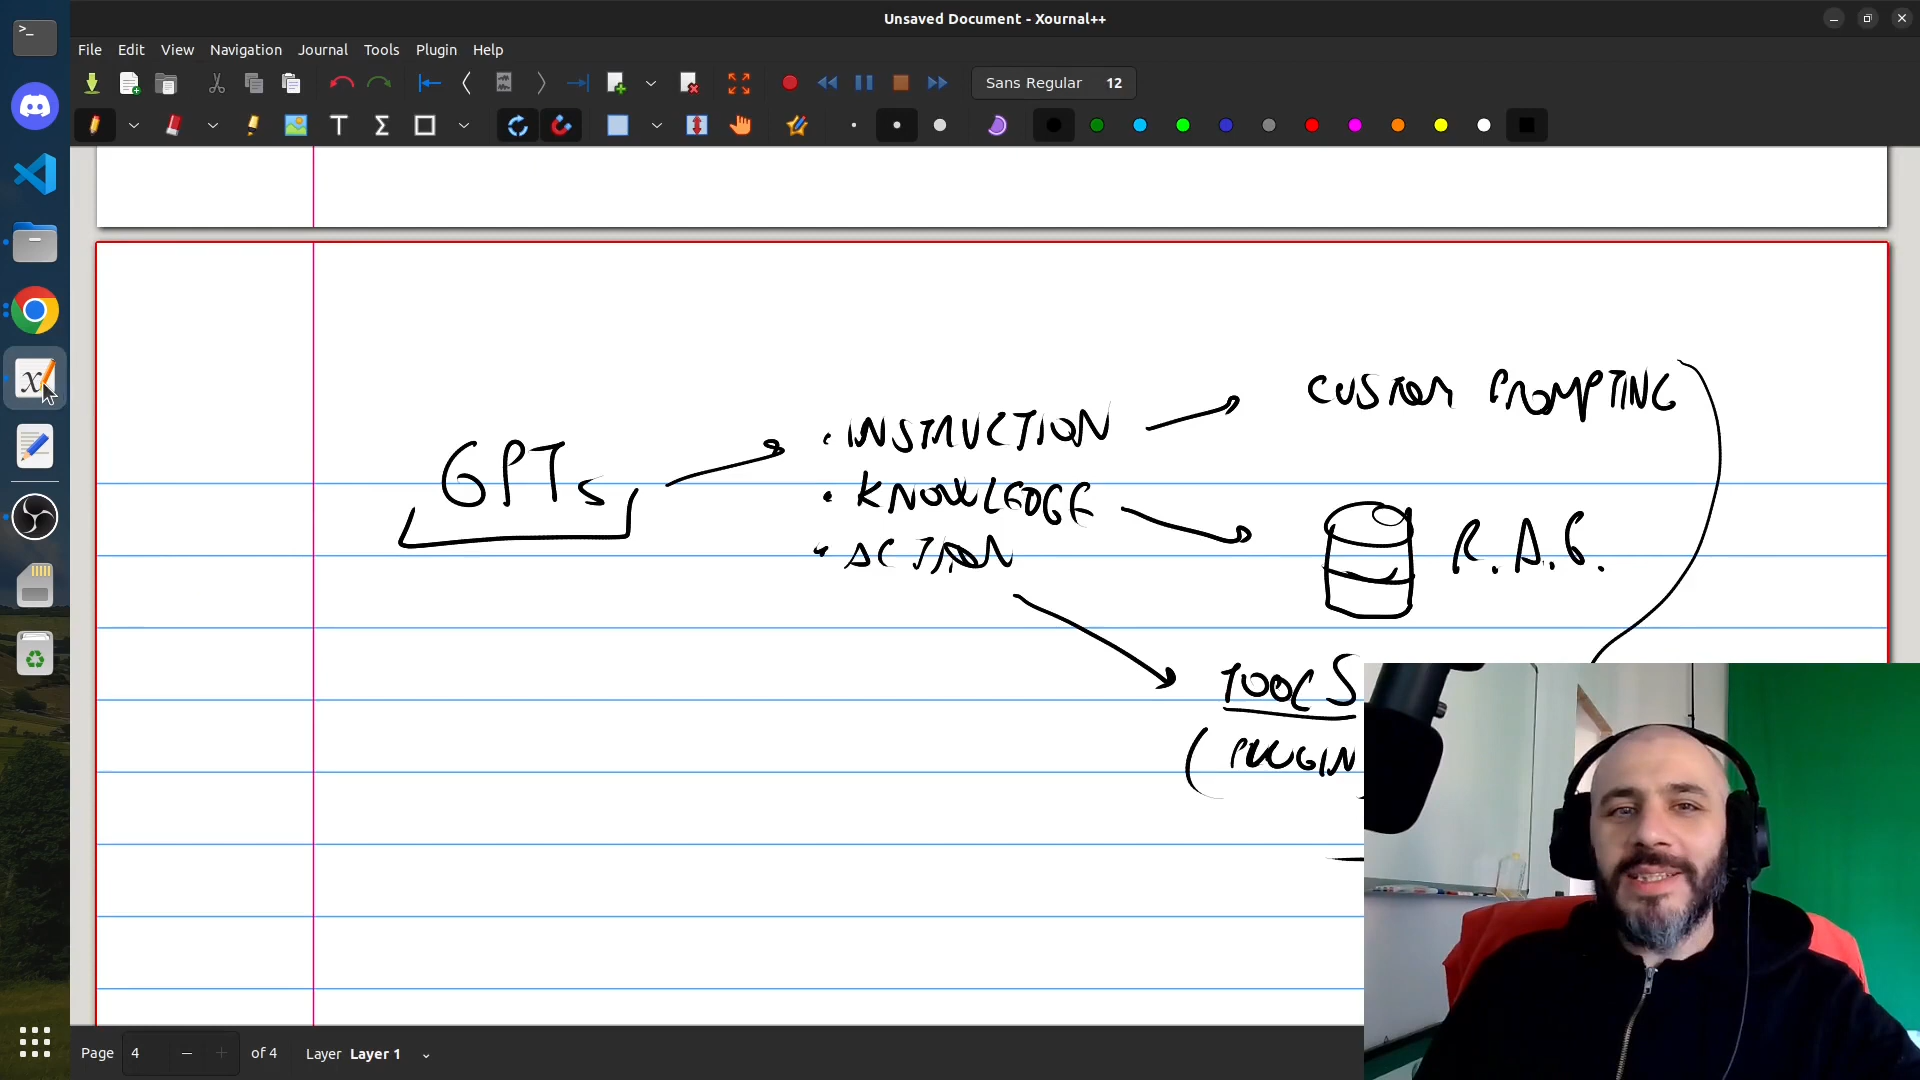 Unsaved Document - Xournal++
File Edit View Navigation Journal Tools Plugin Help
Sans Regular 12
GPTs
• INSTRUCTION
CUSTOM PROMPTING
• KNOWLEDGE
R.A.G.
• ACTION
TOOLS
( PLUGIN
Page 4 of 4 Layer Layer 1